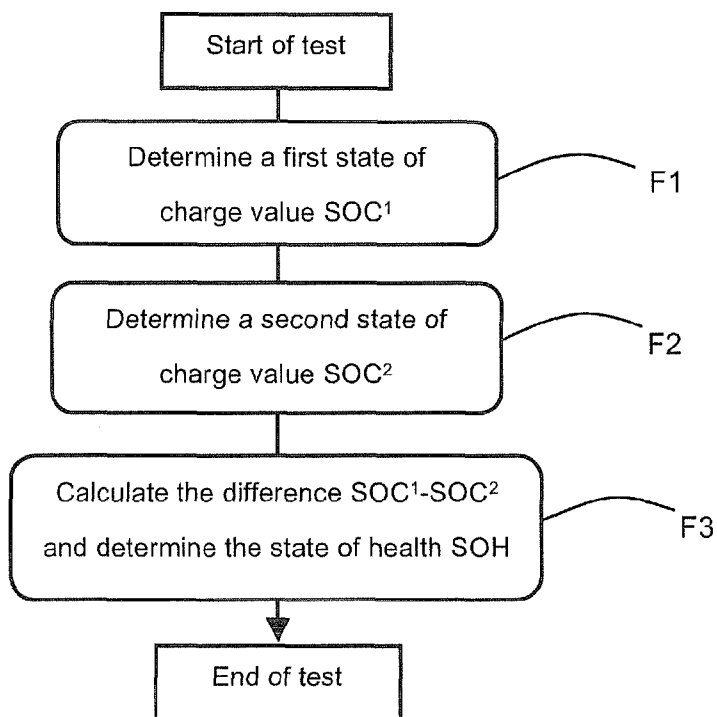 Start of test
Determine a first state of
charge value SOC¹
F1
Determine a second state of
charge value SOC²
F2
Calculate the difference SOC¹-SOC²
and determine the state of health SOH
F3
End of test